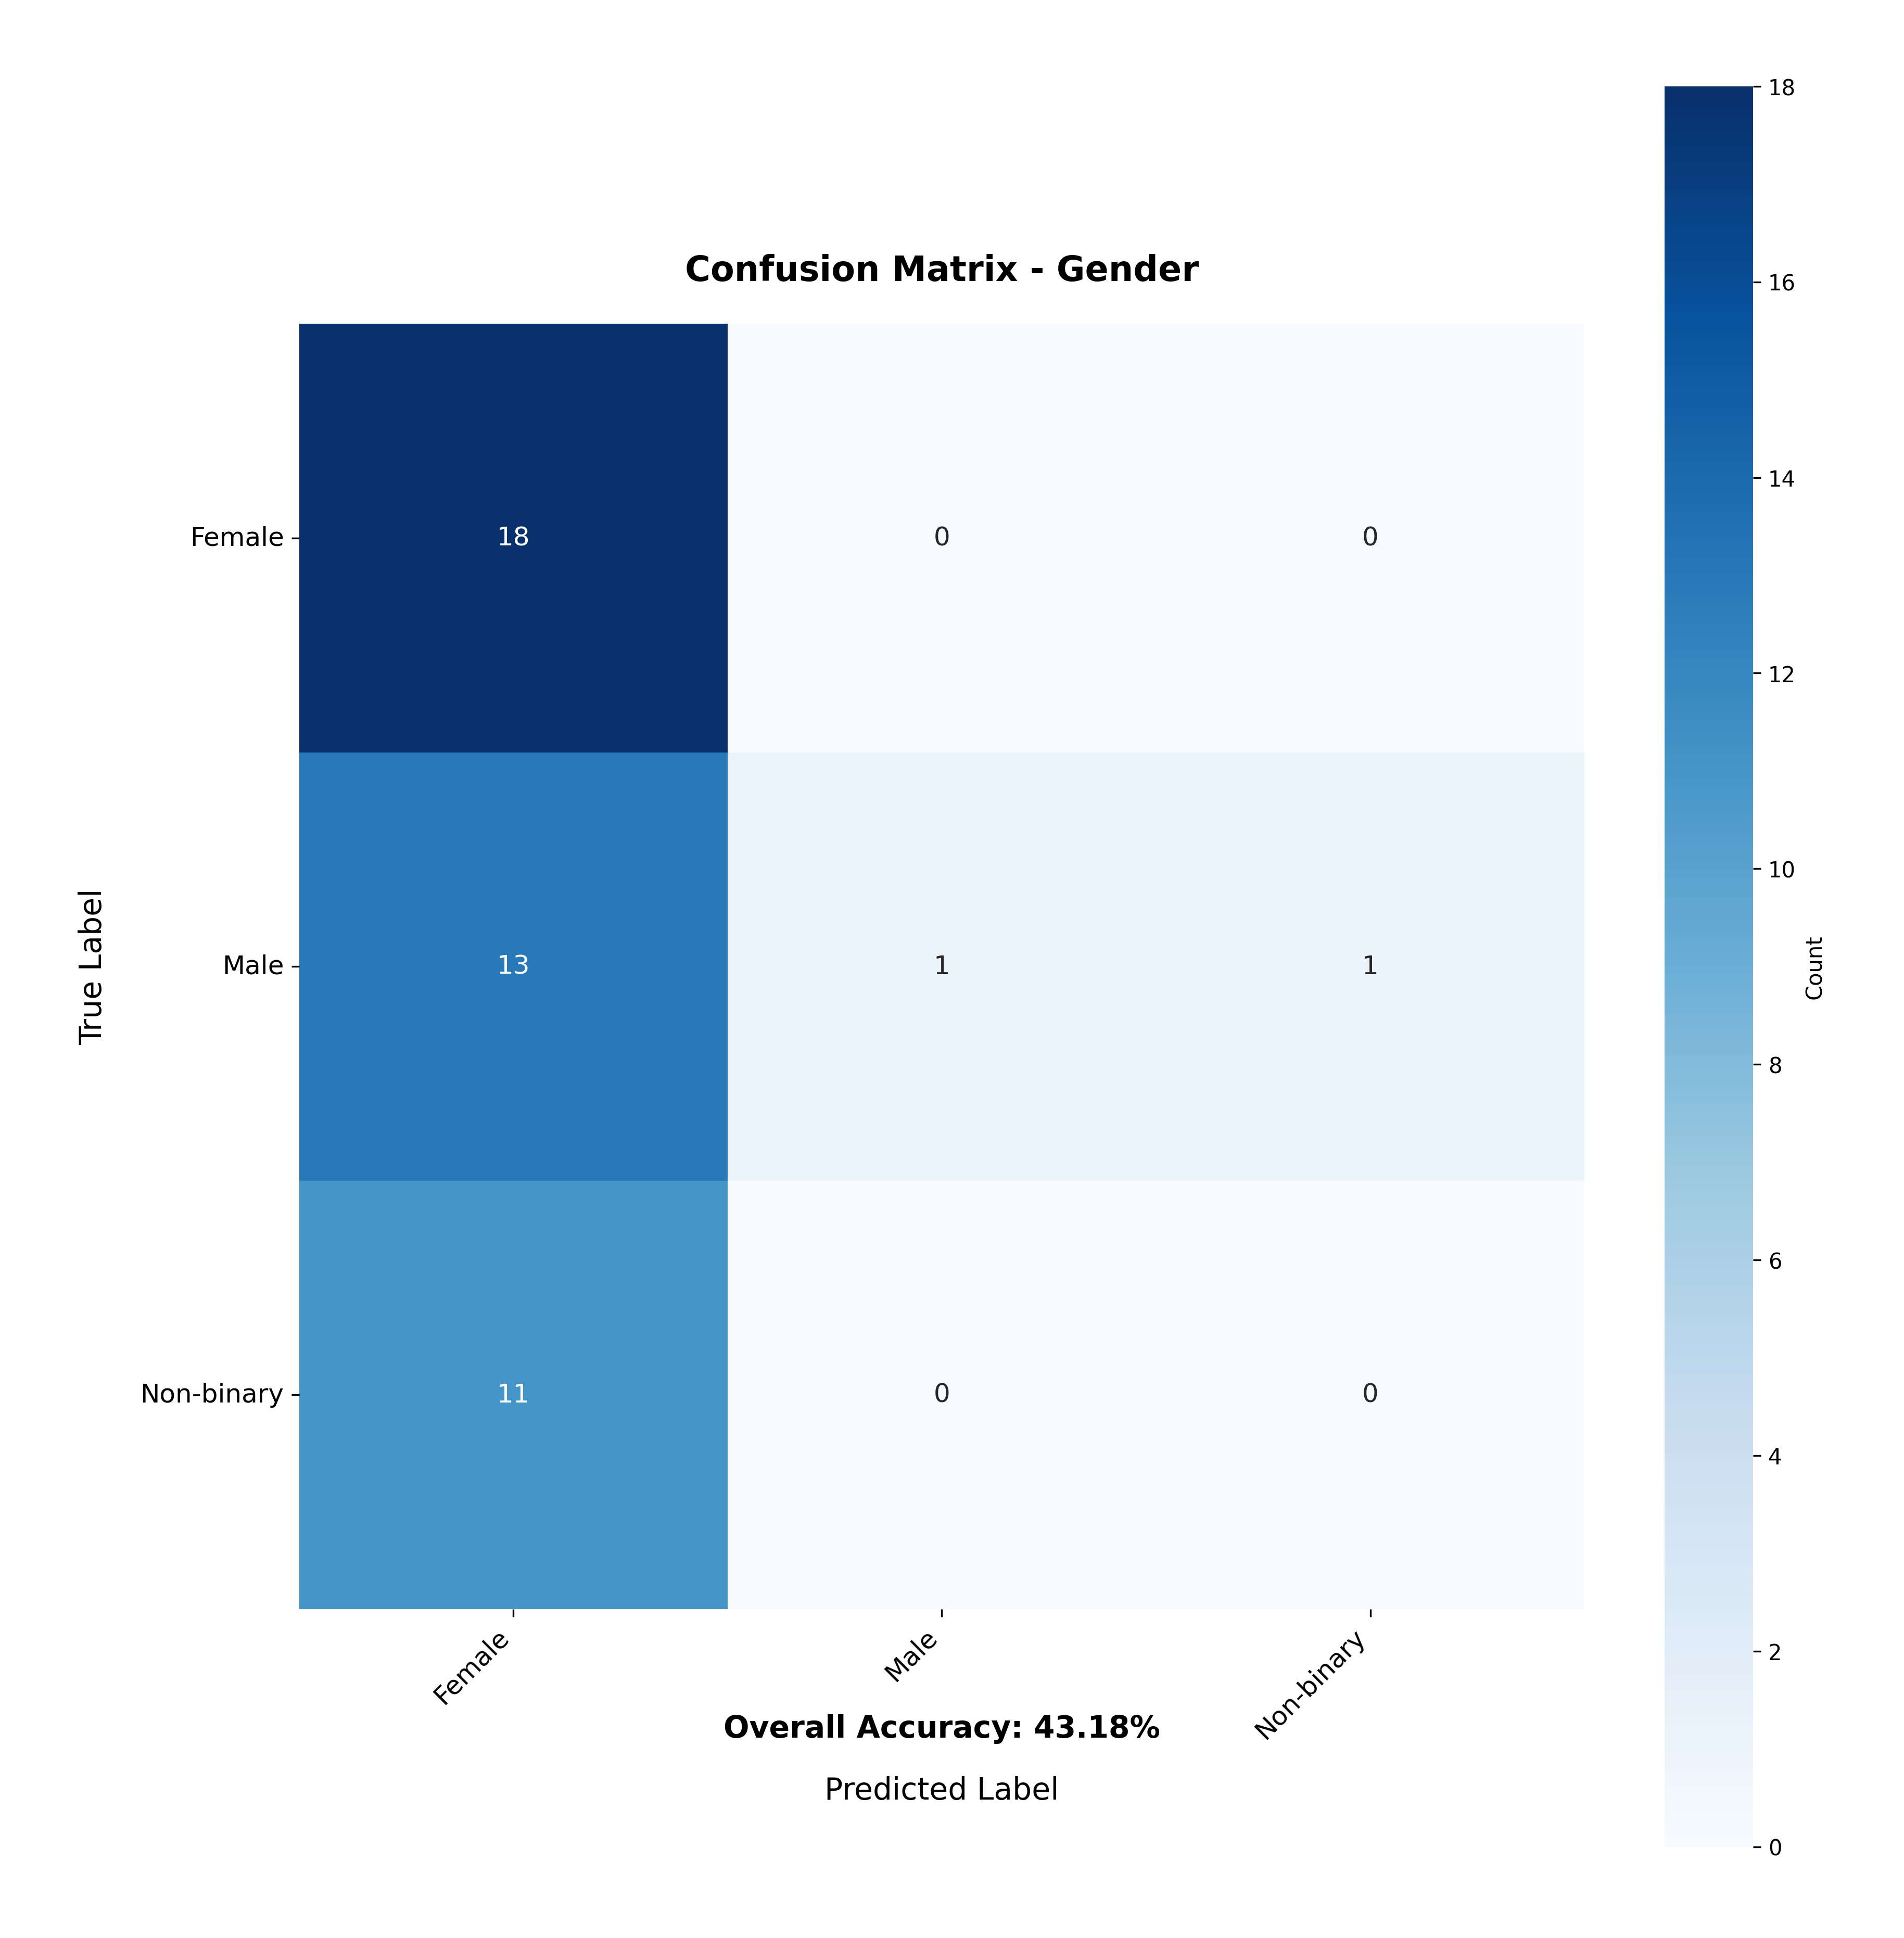 Confusion Matrix - Gender
True Label
Female
18
0
0
Male
13
1
1
Non-binary
11
0
0
Female
Male
Non-binary
Overall Accuracy: 43.18%
Predicted Label
18
16
14
12
10
8
6
4
2
0
Count